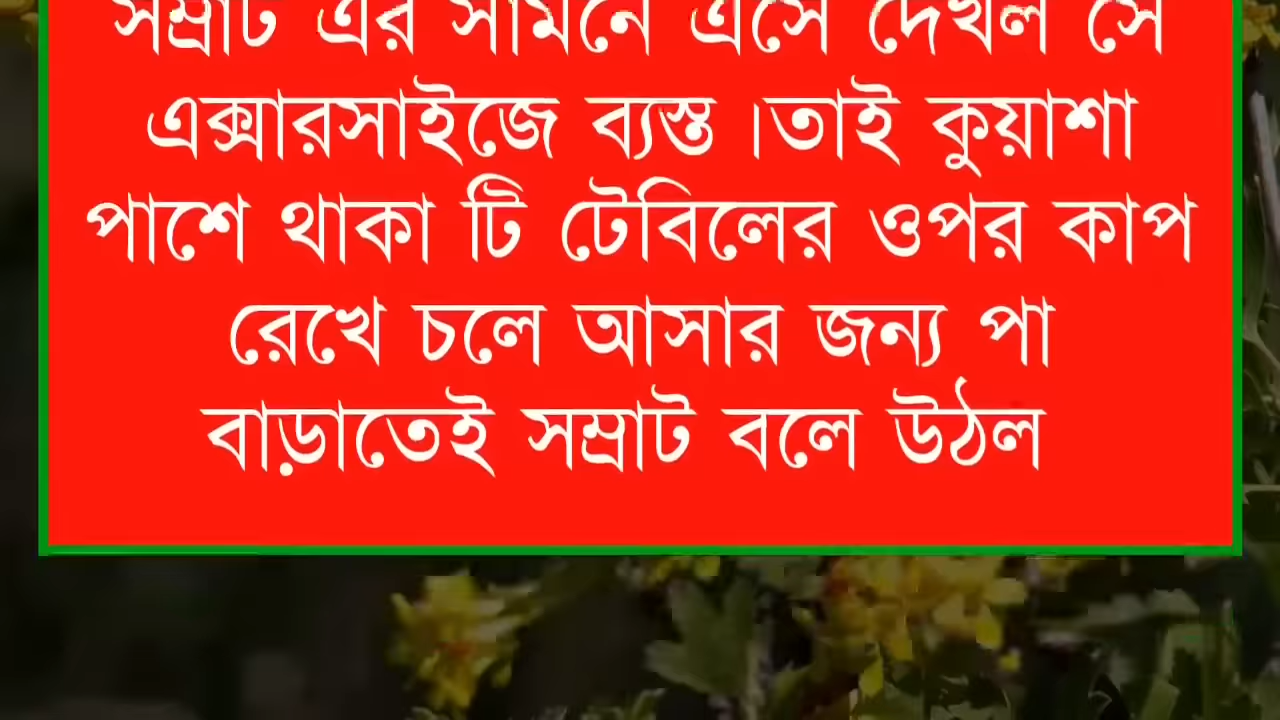 সম্রাট এর সামনে এসে দেখল সে
এক্সারসাইজে ব্যস্ত ।তাই কুয়াশা
পাশে থাকা টি টেবিলের ওপর কাপ
রেখে চলে আসার জন্য পা
বাড়াতেই সম্রাট বলে উঠল